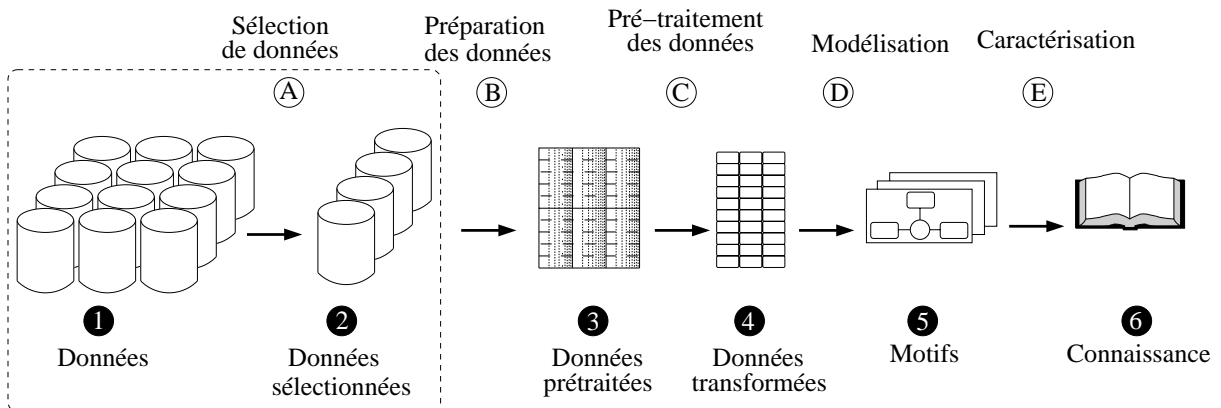 Sélection
de données
Préparation
des données
Pré−traitement
des données
Modélisation
Caractérisation
A
B
C
D
E
1
2
3
4
5
6
Données
Données
sélectionnées
Données
prétraitées
Données
transformées
Motifs
Connaissance